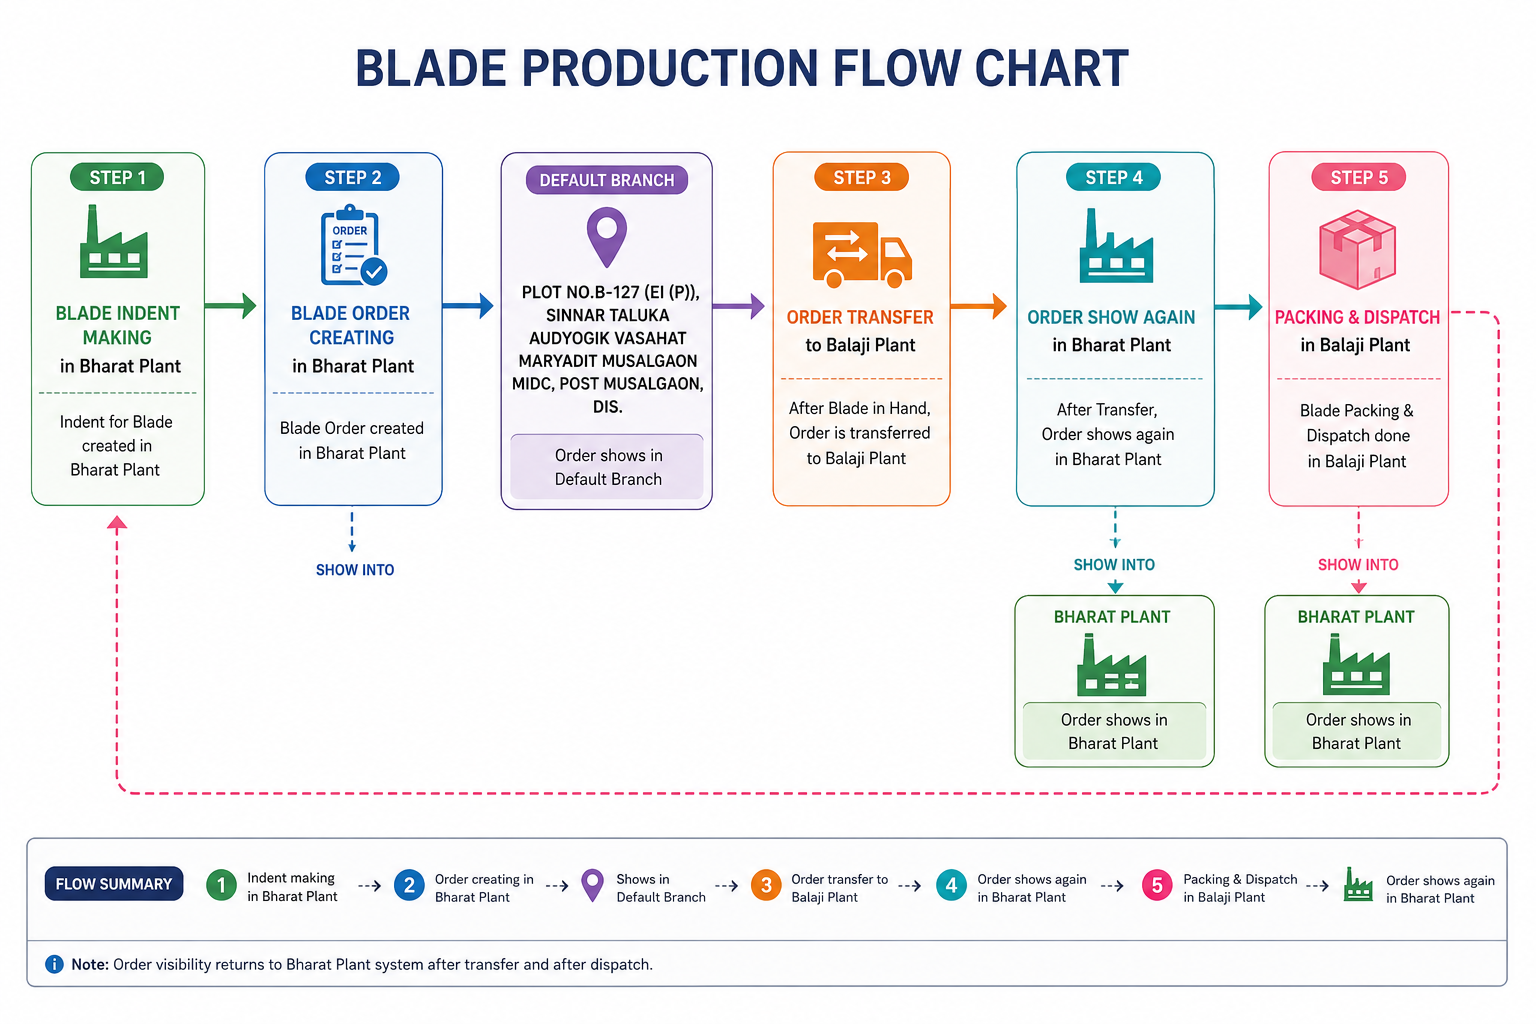 BLADE PRODUCTION FLOW CHART
STEP 1
BLADE INDENT
MAKING
in Bharat Plant
Indent for Blade
created in
Bharat Plant
STEP 2
ORDER
BLADE ORDER
CREATING
in Bharat Plant
Blade Order created
in Bharat Plant
SHOW INTO
DEFAULT BRANCH
PLOT NO.B-127 (EI (P)),
SINNAR TALUKA
AUDYOGIK VASAHAT
MARYADIT MUSALGAON
MIDC, POST MUSALGAON,
DIS.
Order shows in
Default Branch
STEP 3
ORDER TRANSFER
to Balaji Plant
After Blade in Hand,
Order is transferred
to Balaji Plant
STEP 4
ORDER SHOW AGAIN
in Bharat Plant
After Transfer,
Order shows again
in Bharat Plant
SHOW INTO
BHARAT PLANT
Order shows in
Bharat Plant
STEP 5
PACKING & DISPATCH
in Balaji Plant
Blade Packing &
Dispatch done
in Balaji Plant
SHOW INTO
BHARAT PLANT
Order shows in
Bharat Plant
FLOW SUMMARY
1
Indent making
in Bharat Plant
2
Order creating in
Bharat Plant
Shows in
Default Branch
3
Order transfer to
Balaji Plant
4
Order shows again
in Bharat Plant
5
Packing & Dispatch
in Balaji Plant
Order shows again
in Bharat Plant
i Note: Order visibility returns to Bharat Plant system after transfer and after dispatch.